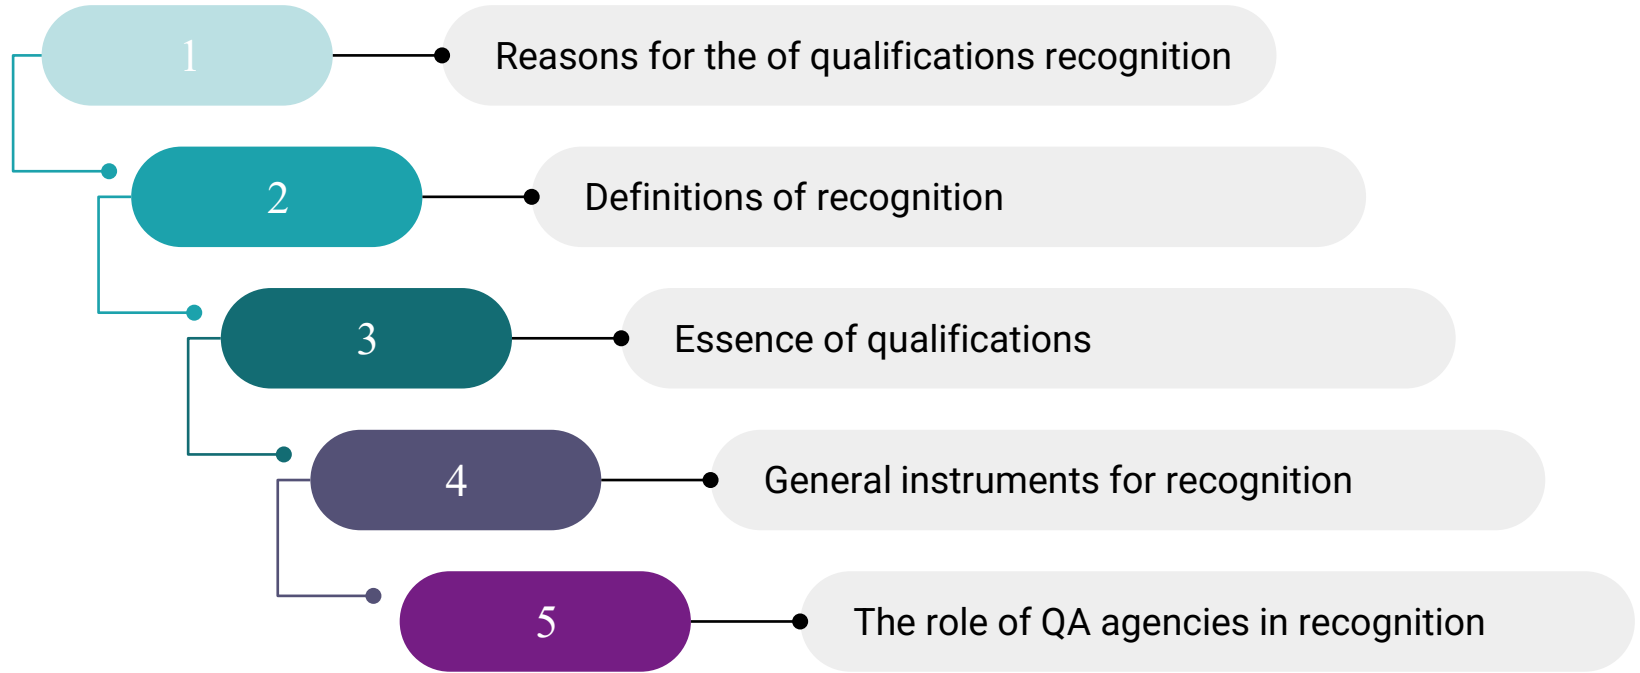 1
Reasons for the of qualifications recognition
2
Definitions of recognition
3
Essence of qualifications
4
General instruments for recognition
5
The role of QA agencies in recognition